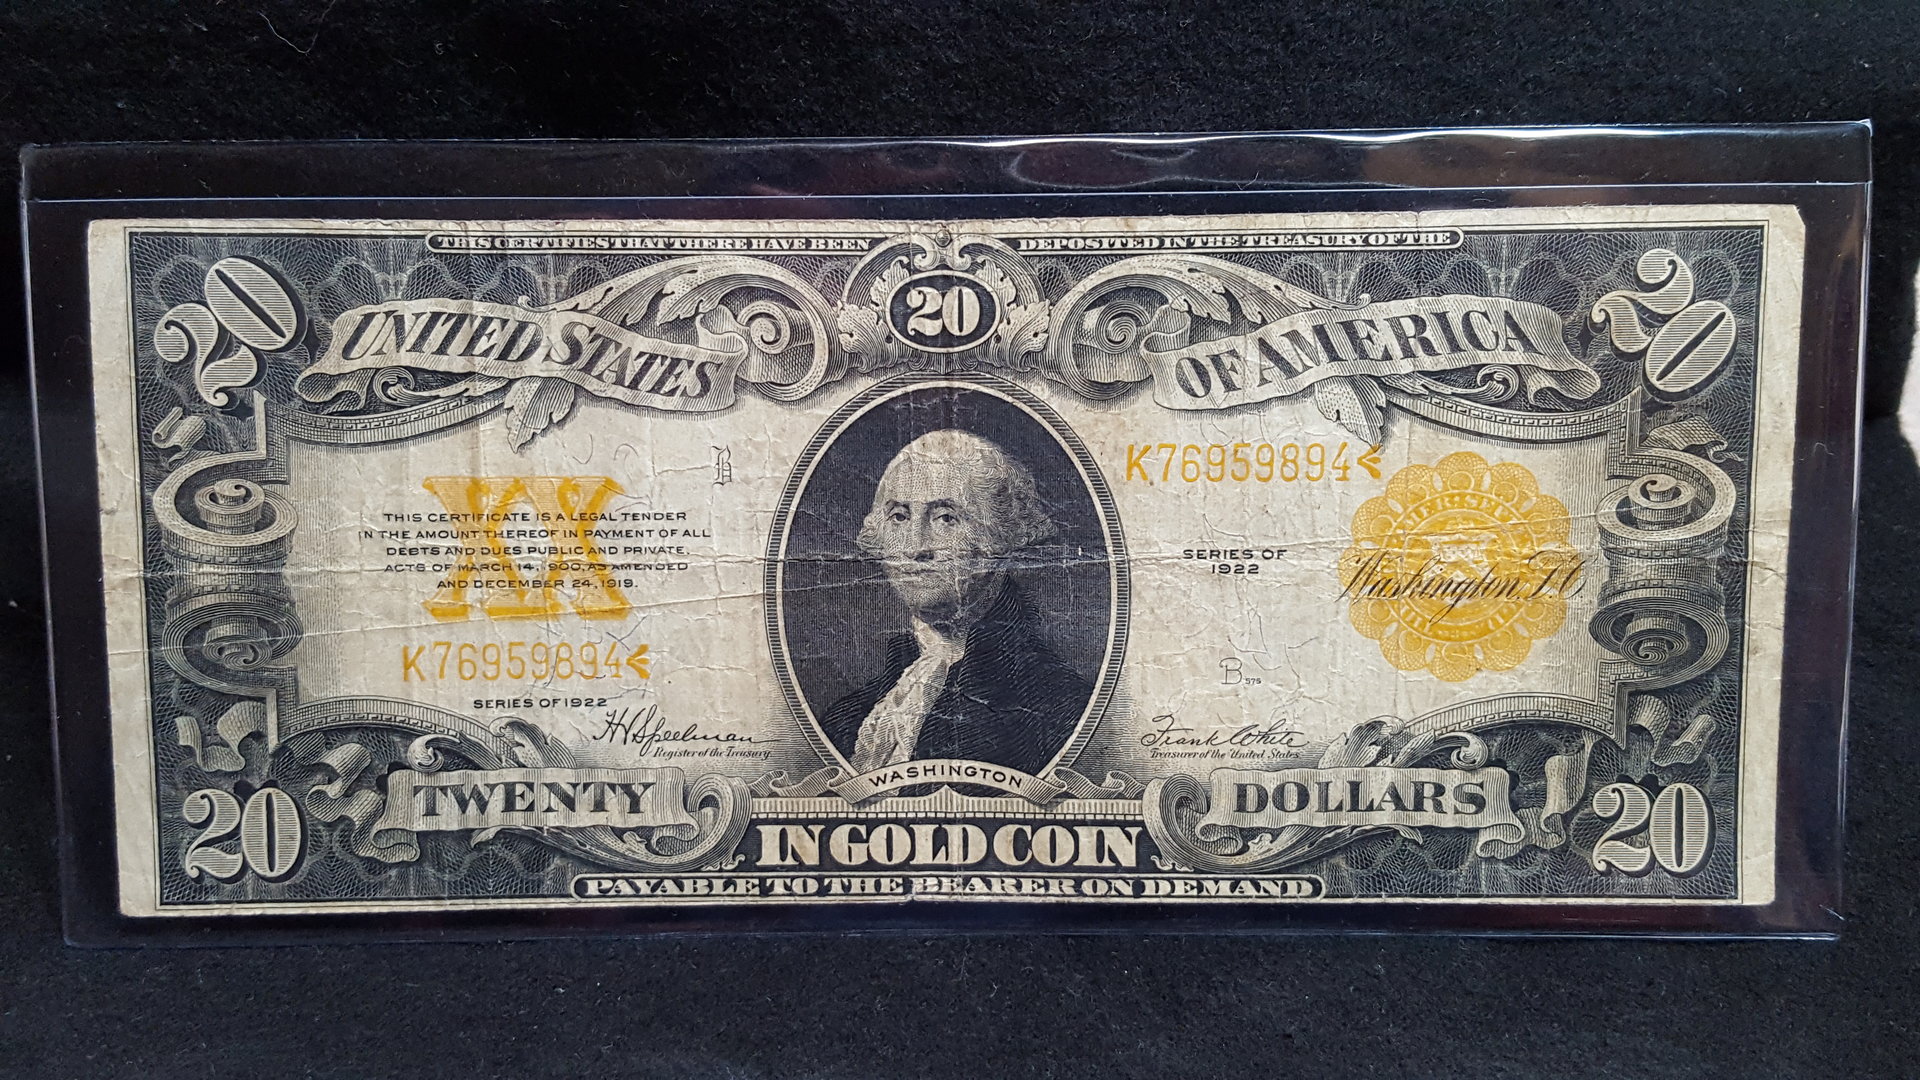 THIS CERTIFIES THAT THERE HAVE BEEN DEPOSITED IN THE TREASURY OF THE
20 20 20
UNITED STATES OF AMERICA
B
K76959894
XX
THIS CERTIFICATE IS A LEGAL TENDER
IN THE AMOUNT THEREOF IN PAYMENT OF ALL
DEBTS AND DUES PUBLIC AND PRIVATE.
ACTS OF MARCH 14, 1900, AS AMENDED
AND DECEMBER 24, 1919.
SERIES OF
1922
Washington, D.C.
K76959894
B 575
SERIES OF 1922
H V Speelman
Register of the Treasury
Frank White
Treasurer of the United States
WASHINGTON
20 TWENTY DOLLARS 20
IN GOLD COIN
PAYABLE TO THE BEARER ON DEMAND